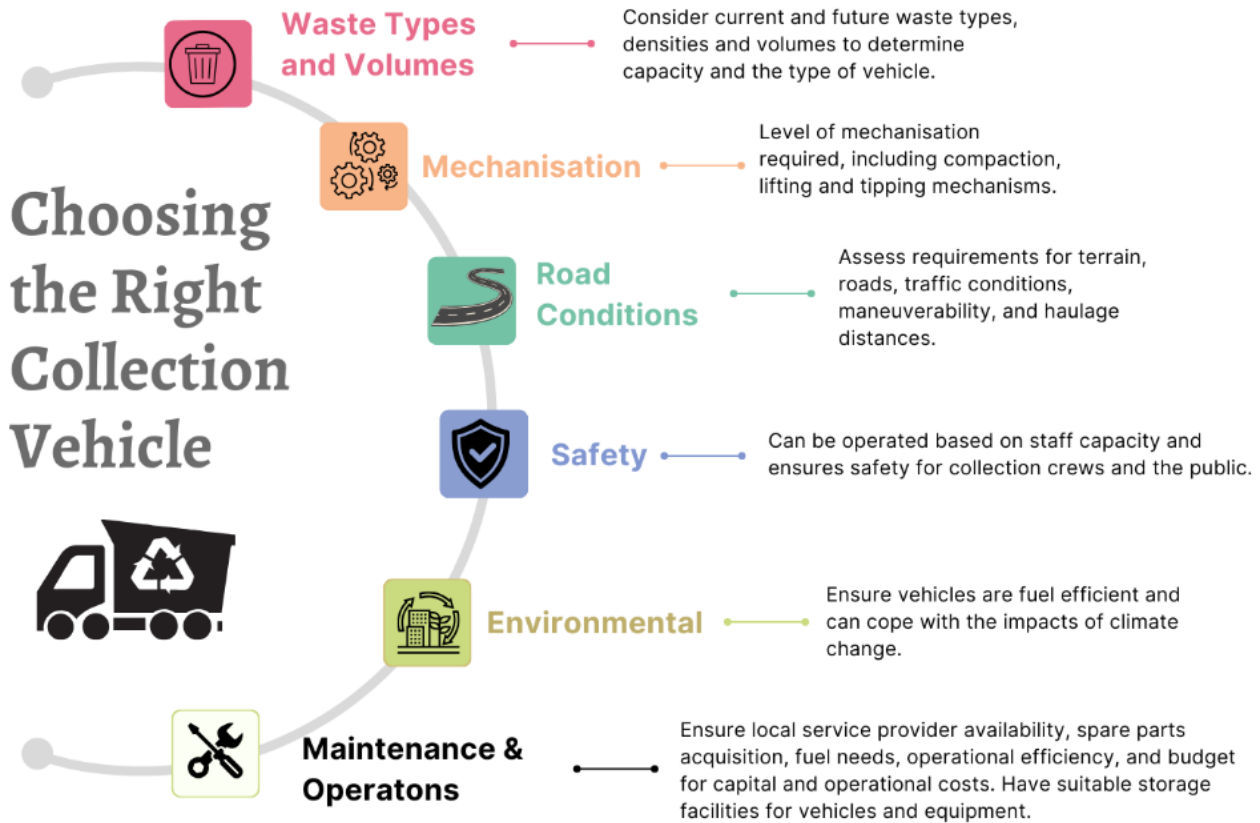 Choosing
the Right
Collection
Vehicle
Waste Types
and Volumes
Consider current and future waste types,
densities and volumes to determine
capacity and the type of vehicle.
Mechanisation
Level of mechanisation
required, including compaction,
lifting and tipping mechanisms.
Road
Conditions
Assess requirements for terrain,
roads, traffic conditions,
maneuverability, and haulage
distances.
Safety
Can be operated based on staff capacity and
ensures safety for collection crews and the public.
Environmental
Ensure vehicles are fuel efficient and
can cope with the impacts of climate
change.
Maintenance &
Operatons
Ensure local service provider availability, spare parts
acquisition, fuel needs, operational efficiency, and budget
for capital and operational costs. Have suitable storage
facilities for vehicles and equipment.